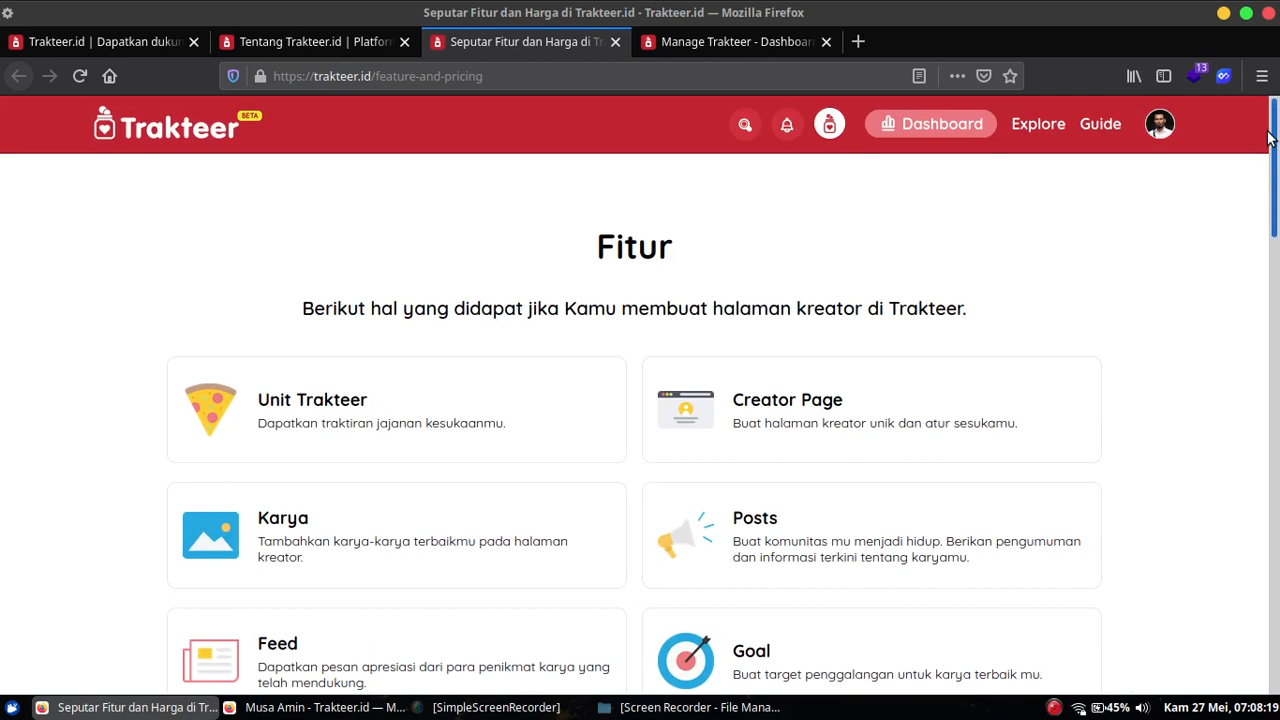 Seputar Fitur dan Harga di Trakteer.id - Trakteer.id — Mozilla Firefox
Trakteer.id | Dapatkan duku
Tentang Trakteer.id | Platfor
Seputar Fitur dan Harga di Tr
Manage Trakteer - Dashboar
https://trakteer.id/feature-and-pricing
13
Trakteer BETA
Dashboard
Explore
Guide
Fitur
Berikut hal yang didapat jika Kamu membuat halaman kreator di Trakteer.
Unit Trakteer
Dapatkan traktiran jajanan kesukaanmu.
Creator Page
Buat halaman kreator unik dan atur sesukamu.
Karya
Tambahkan karya-karya terbaikmu pada halaman
kreator.
Posts
Buat komunitas mu menjadi hidup. Berikan pengumuman
dan informasi terkini tentang karyamu.
Feed
Dapatkan pesan apresiasi dari para penikmat karya yang
telah mendukung.
Goal
Buat target penggalangan untuk karya terbaik mu.
Seputar Fitur dan Harga di Tr...
Musa Amin - Trakteer.id — M...
[SimpleScreenRecorder]
[Screen Recorder - File Mana...
45%
Kam 27 Mei, 07:08:19